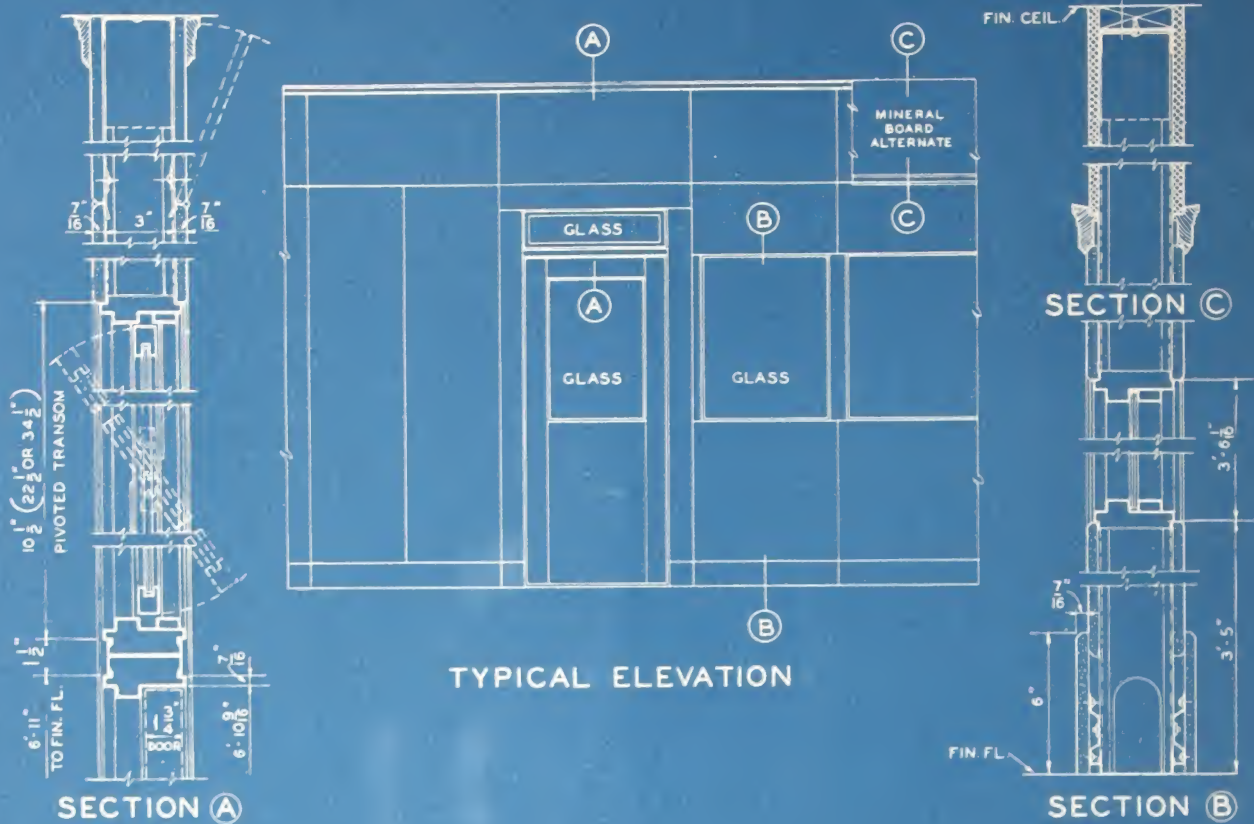 7"
16
3"
7"
16
10 1/2" (22 1/2" OR 34 1/2")
PIVOTED TRANSOM
1 1/2"
6'-11"
TO FIN. FL.
7"
16
1 3/4"
DOOR
6'-10 9/16"
SECTION A
A
C
MINERAL
BOARD
ALTERNATE
GLASS
B
C
A
GLASS
GLASS
B
TYPICAL ELEVATION
FIN. CEIL.
SECTION C
3'-6 1/16"
7"
16
6"
3'-5"
FIN. FL.
SECTION B